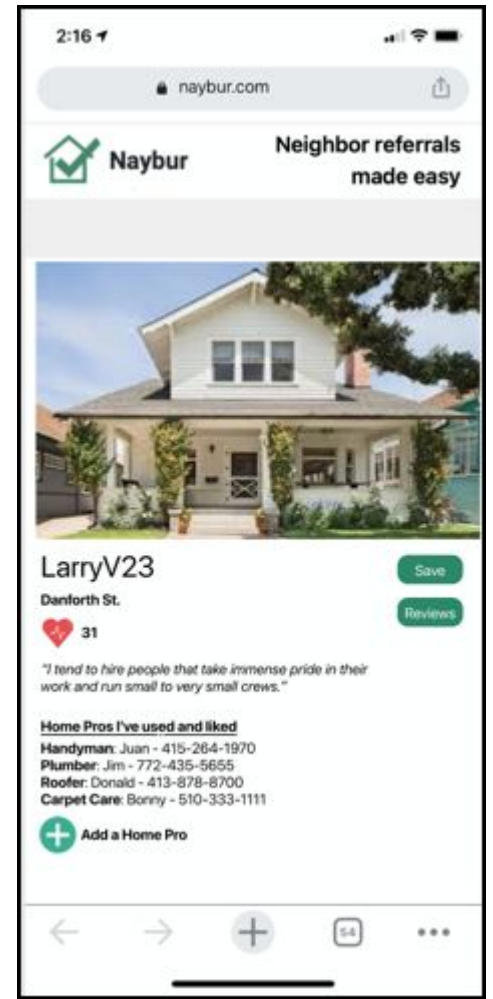 2:16
naybur.com
Naybur
Neighbor referrals
made easy
LarryV23
Save
Danforth St.
Reviews
31
"I tend to hire people that take immense pride in their
work and run small to very small crews."
Home Pros I've used and liked
Handyman: Juan - 415-264-1970
Plumber: Jim - 772-435-5655
Roofer: Donald - 413-878-8700
Carpet Care: Bonny - 510-333-1111
Add a Home Pro
54